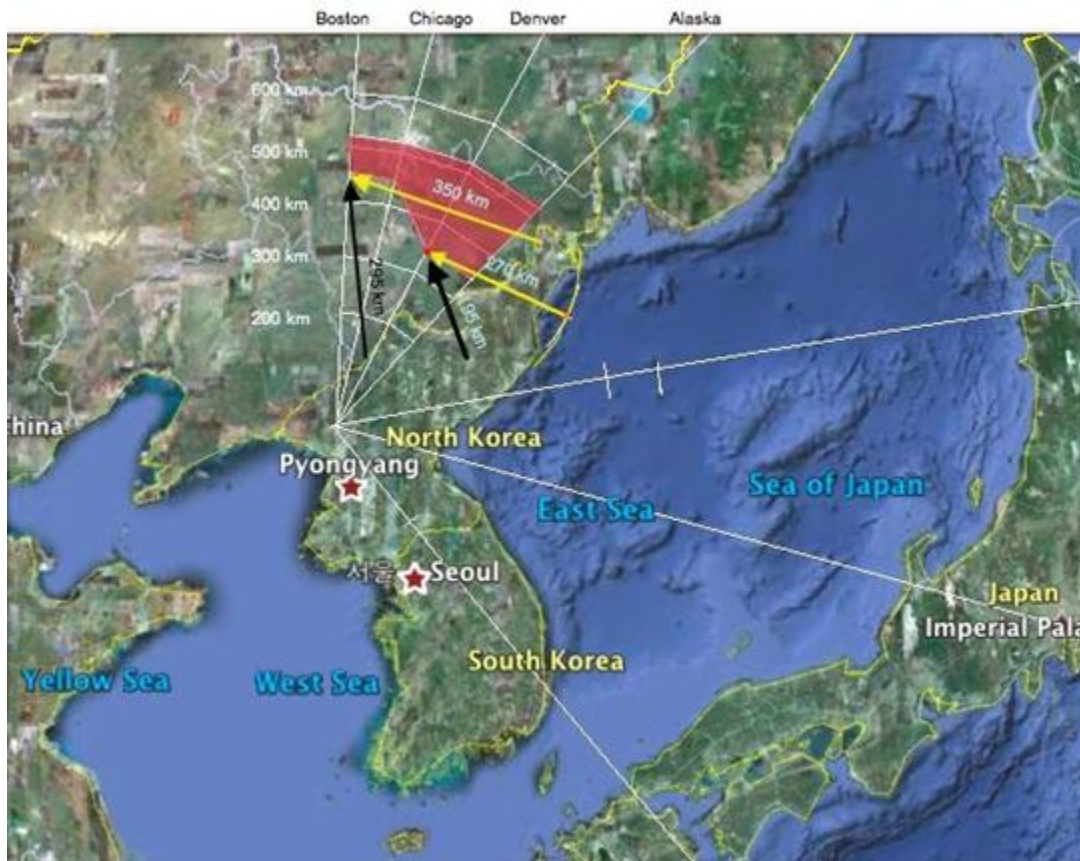 Boston Chicago Denver Alaska
600 km
500 km
400 km
300 km
200 km
350 km
270 km
295 km
95 km
China
North Korea
Pyongyang
East Sea
Sea of Japan
서울 Seoul
Japan
Imperial Pala
South Korea
Yellow Sea
West Sea